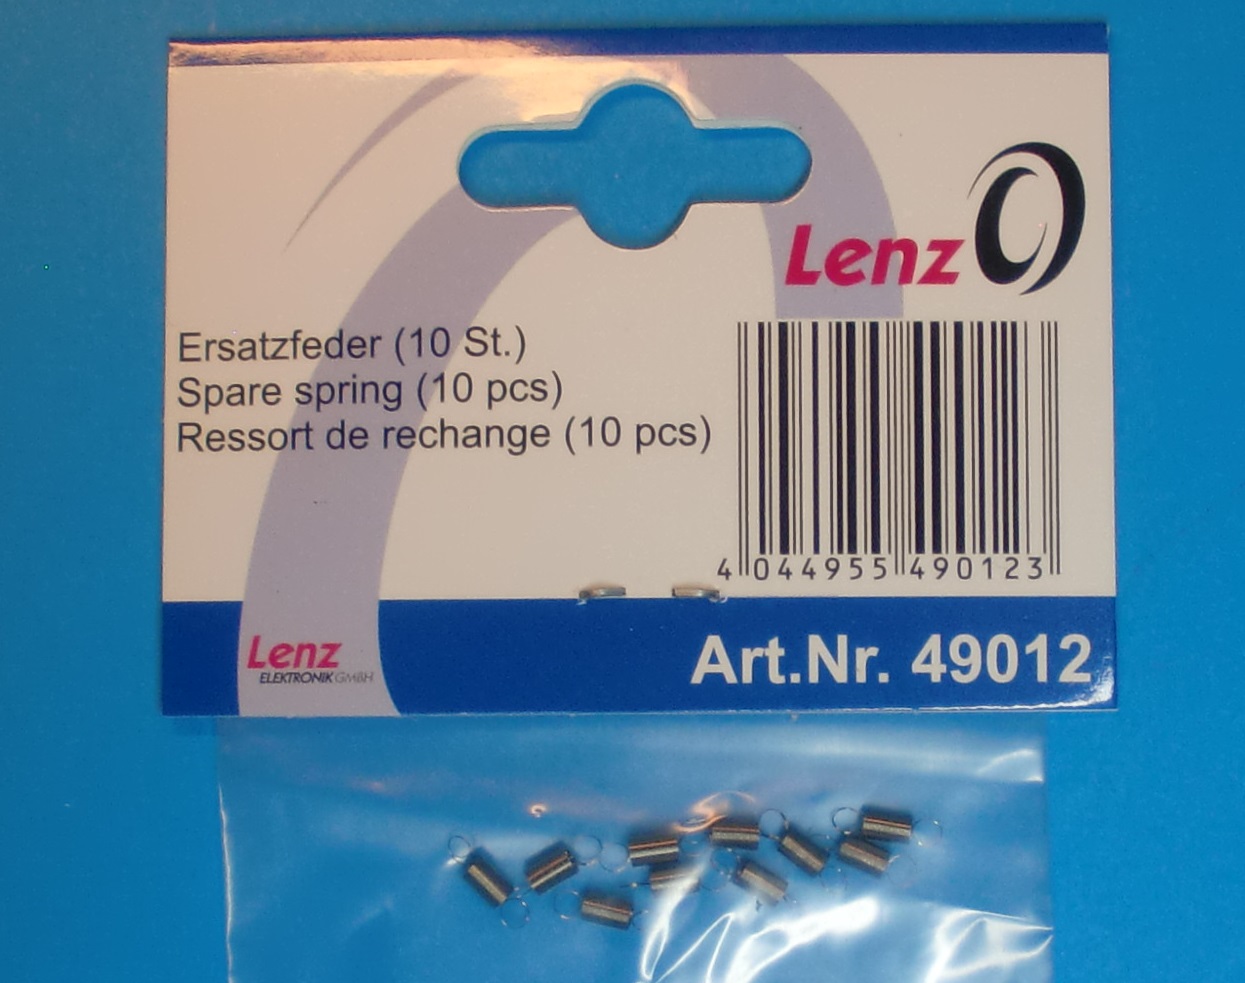 Lenz
Ersatzfeder (10 St.)
Spare spring (10 pcs)
Ressort de rechange (10 pcs)
4 044955 490123
Lenz
ELEKTRONIK GMBH
Art.Nr. 49012